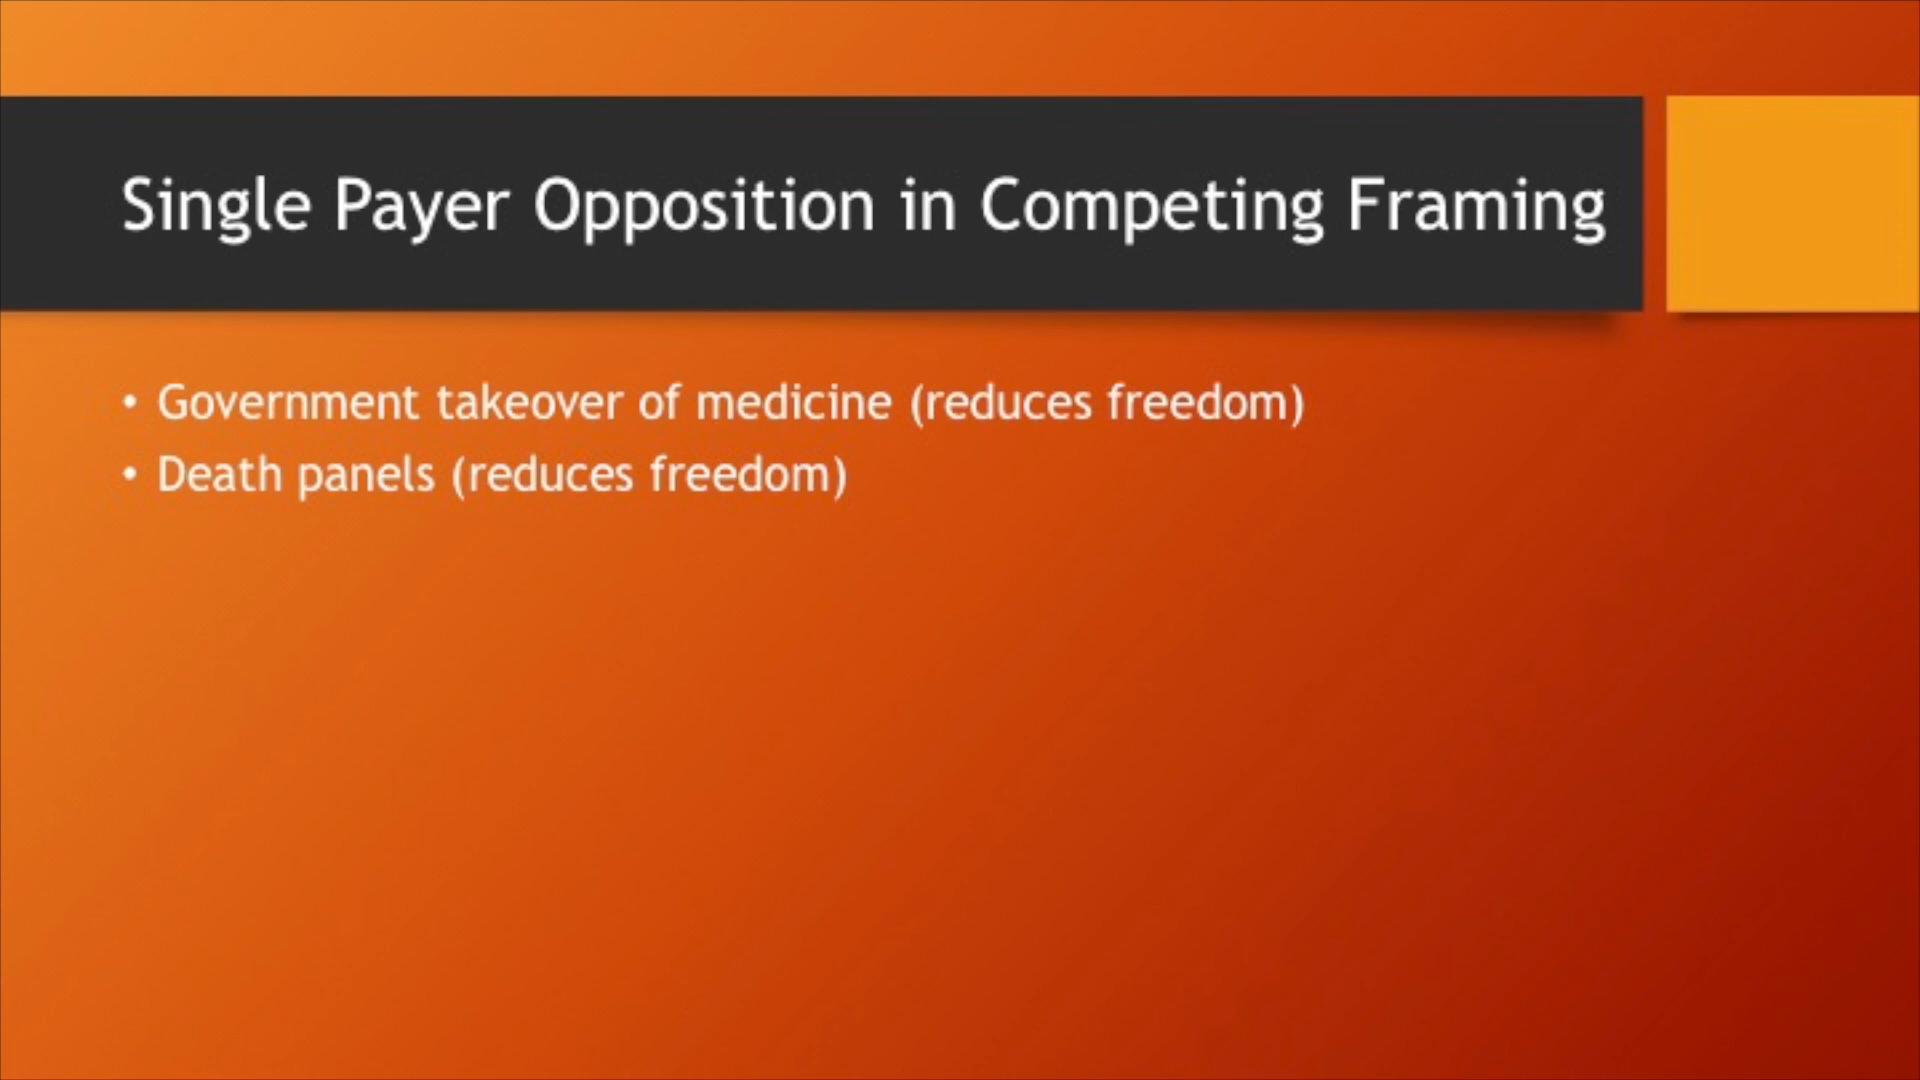 Single Payer Opposition in Competing Framing
• Government takeover of medicine (reduces freedom)
• Death panels (reduces freedom)